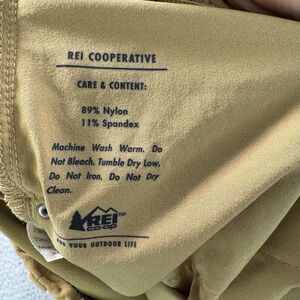 REI COOPERATIVE
CARE & CONTENT:
89% Nylon
11% Spandex
Machine Wash Warm. Do
Not Bleach. Tumble Dry Low.
Do Not Iron. Do Not Dry
Clean.
REI™
co·op
FOR YOUR OUTDOOR LIFE